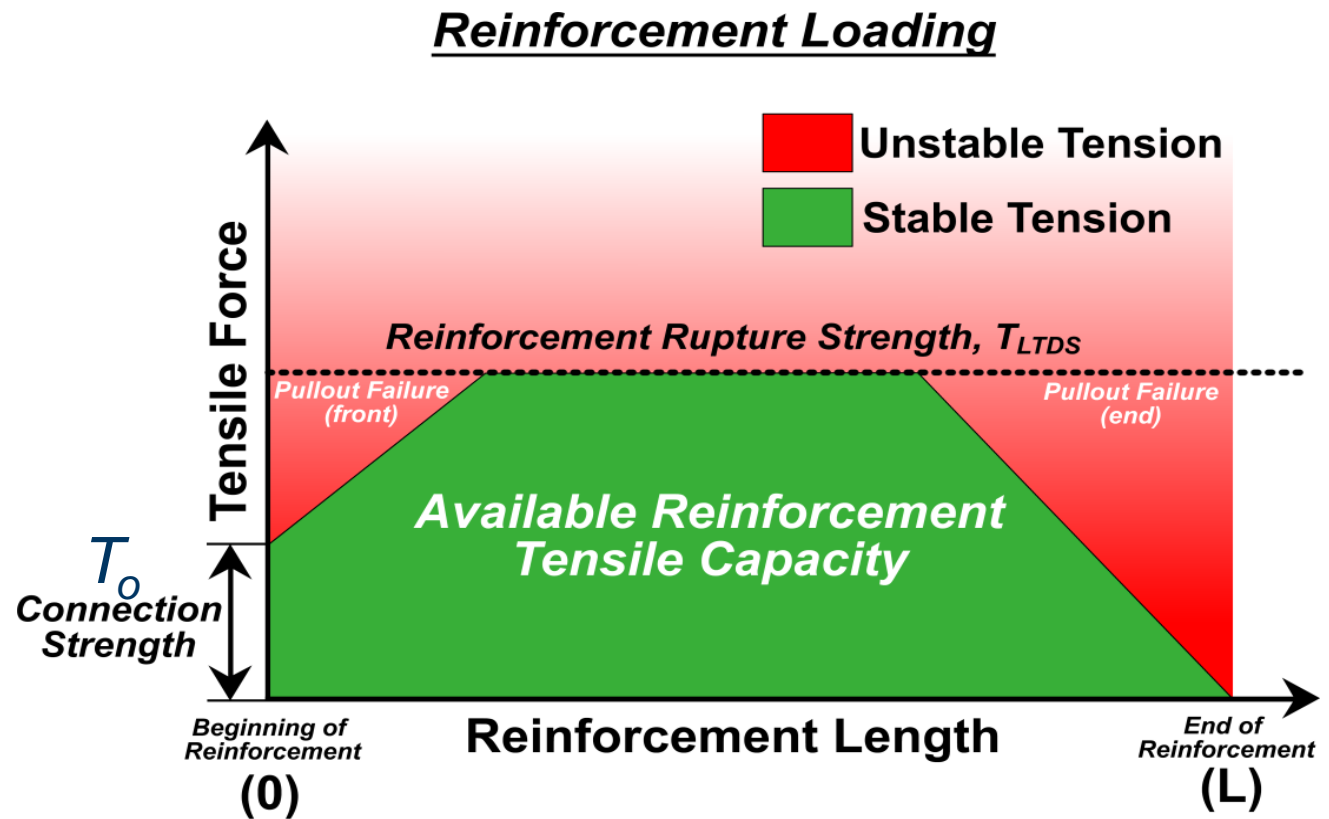 Reinforcement Loading
Unstable Tension
Stable Tension
Tensile Force
Reinforcement Rupture Strength, TLTDS
Pullout Failure
(front)
Pullout Failure
(end)
Available Reinforcement
Tensile Capacity
To
Connection
Strength
Beginning of
Reinforcement
(0)
Reinforcement Length
End of
Reinforcement
(L)